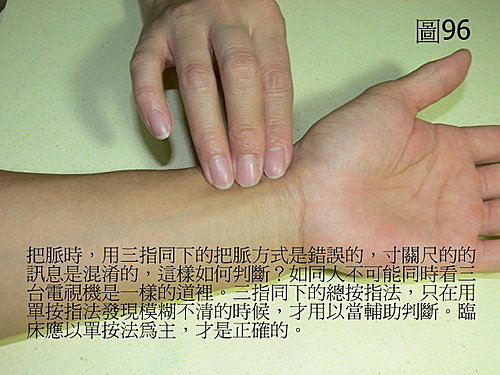 圖96
把脈時，用三指同下的把脈方式是錯誤的，寸關尺的的
訊息是混淆的，這樣如何判斷？如同人不可能同時看三
台電視機是一樣的道裡。三指同下的總按指法，只在用
單按指法發現模糊不清的時候，才用以當輔助判斷。臨
床應以單按法爲主，才是正確的。